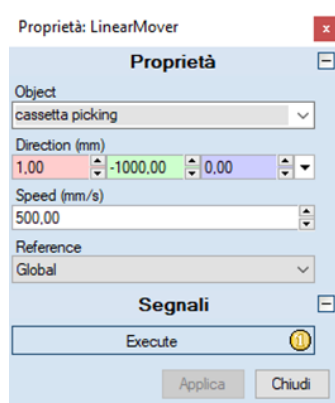 Proprietà: LinearMover
x
Proprietà
Object
cassetta picking
Direction (mm)
1,00 -1000,00 0,00
Speed (mm/s)
500,00
Reference
Global
Segnali
Execute 1
Applica Chiudi